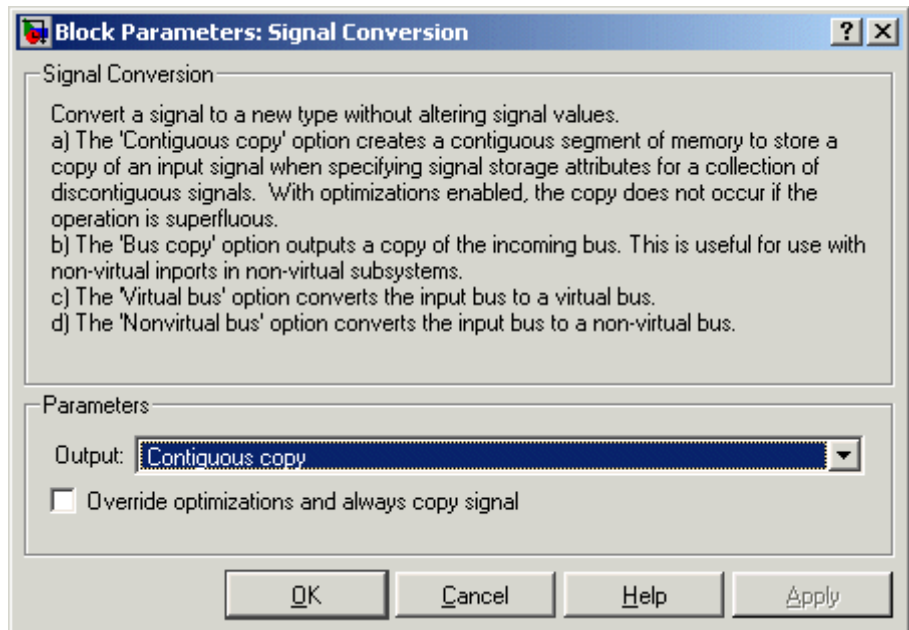 Block Parameters: Signal Conversion
Signal Conversion
Convert a signal to a new type without altering signal values.
a) The 'Contiguous copy' option creates a contiguous segment of memory to store a
copy of an input signal when specifying signal storage attributes for a collection of
discontiguous signals.  With optimizations enabled, the copy does not occur if the
operation is superfluous.
b) The 'Bus copy' option outputs a copy of the incoming bus. This is useful for use with
non-virtual inports in non-virtual subsystems.
c) The 'Virtual bus' option converts the input bus to a virtual bus.
d) The 'Nonvirtual bus' option converts the input bus to a non-virtual bus.
Parameters
Output: Contiguous copy
Override optimizations and always copy signal
OK Cancel Help Apply